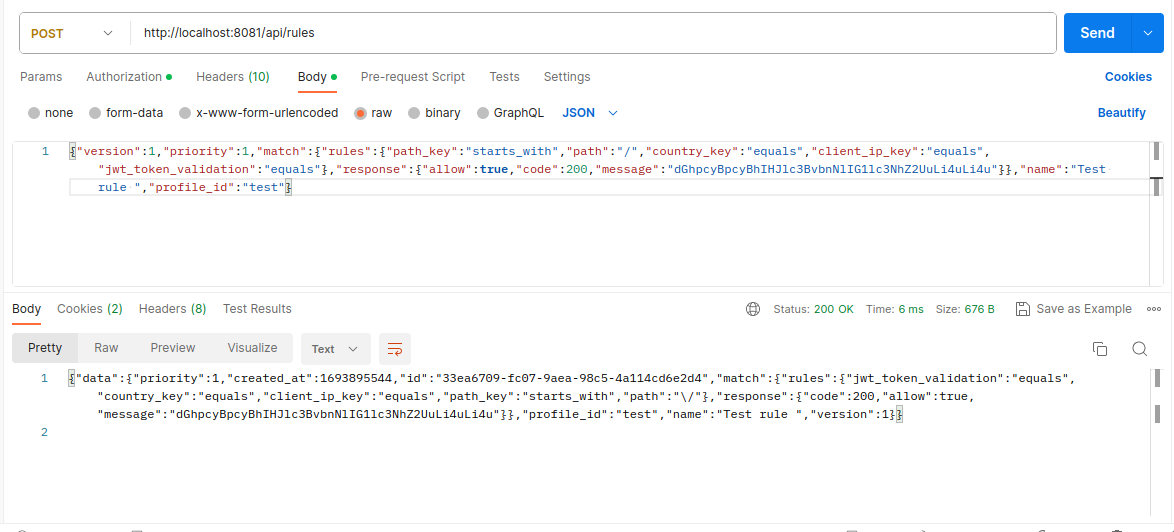 POST http://localhost:8081/api/rules Send
Params Authorization Headers (10) Body Pre-request Script Tests Settings Cookies
none form-data x-www-form-urlencoded raw binary GraphQL JSON Beautify
1 {"version":1,"priority":1,"match":{"rules":{"path_key":"starts_with","path":"/","country_key":"equals","client_ip_key":"equals",
"jwt_token_validation":"equals"},"response":{"allow":true,"code":200,"message":"dGhpcyBpcyBhIHJlc3BvbnNlIG1lc3NhZ2UuLi4uLi4u"}},"name":"Test
rule ","profile_id":"test"}
Body Cookies (2) Headers (8) Test Results Status: 200 OK Time: 6 ms Size: 676 B Save as Example
Pretty Raw Preview Visualize Text
1 {"data":{"priority":1,"created_at":1693895544,"id":"33ea6709-fc07-9aea-98c5-4a114cd6e2d4","match":{"rules":{"jwt_token_validation":"equals",
"country_key":"equals","client_ip_key":"equals","path_key":"starts_with","path":"\/"},"response":{"code":200,"allow":true,
"message":"dGhpcyBpcyBhIHJlc3BvbnNlIG1lc3NhZ2UuLi4uLi4u"}},"profile_id":"test","name":"Test rule ","version":1}}
2